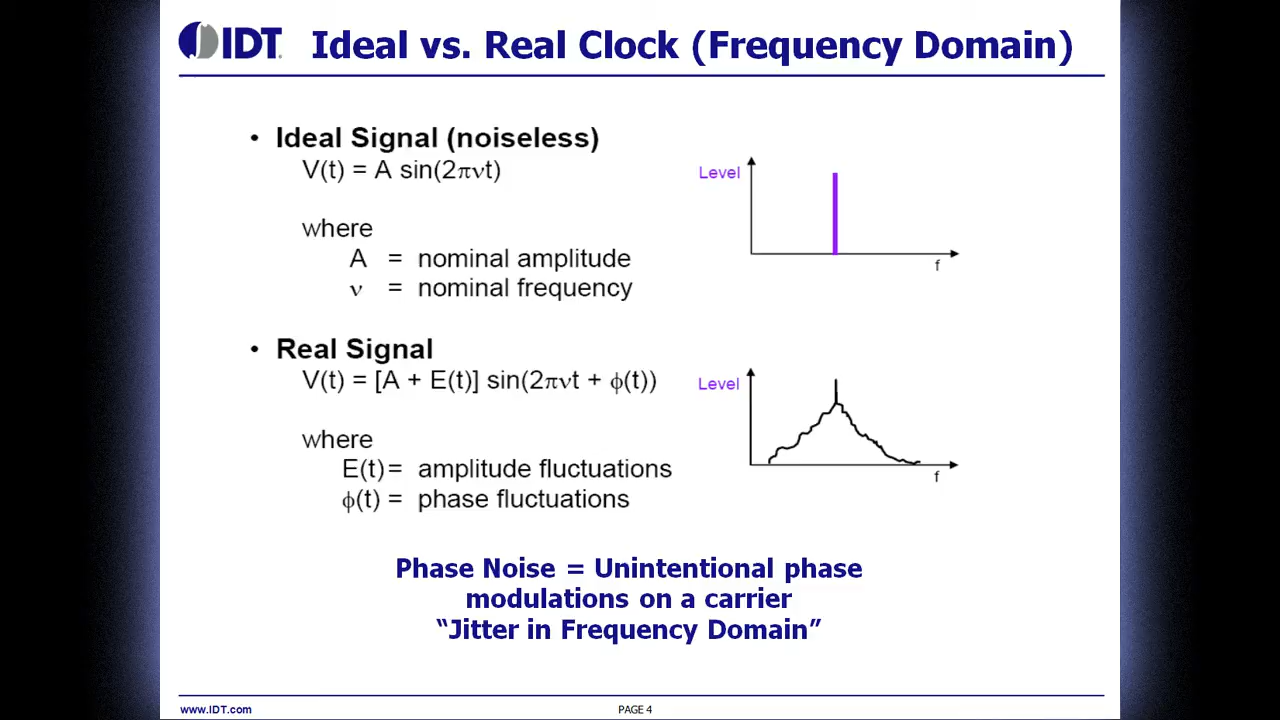 IDT Ideal vs. Real Clock (Frequency Domain)
• Ideal Signal (noiseless)
V(t) = A sin(2πνt)
where
A = nominal amplitude
ν = nominal frequency
Level
f
• Real Signal
V(t) = [A + E(t)] sin(2πνt + ϕ(t))
where
E(t)= amplitude fluctuations
ϕ(t) = phase fluctuations
Level
f
Phase Noise = Unintentional phase
modulations on a carrier
“Jitter in Frequency Domain”
www.IDT.com PAGE 4